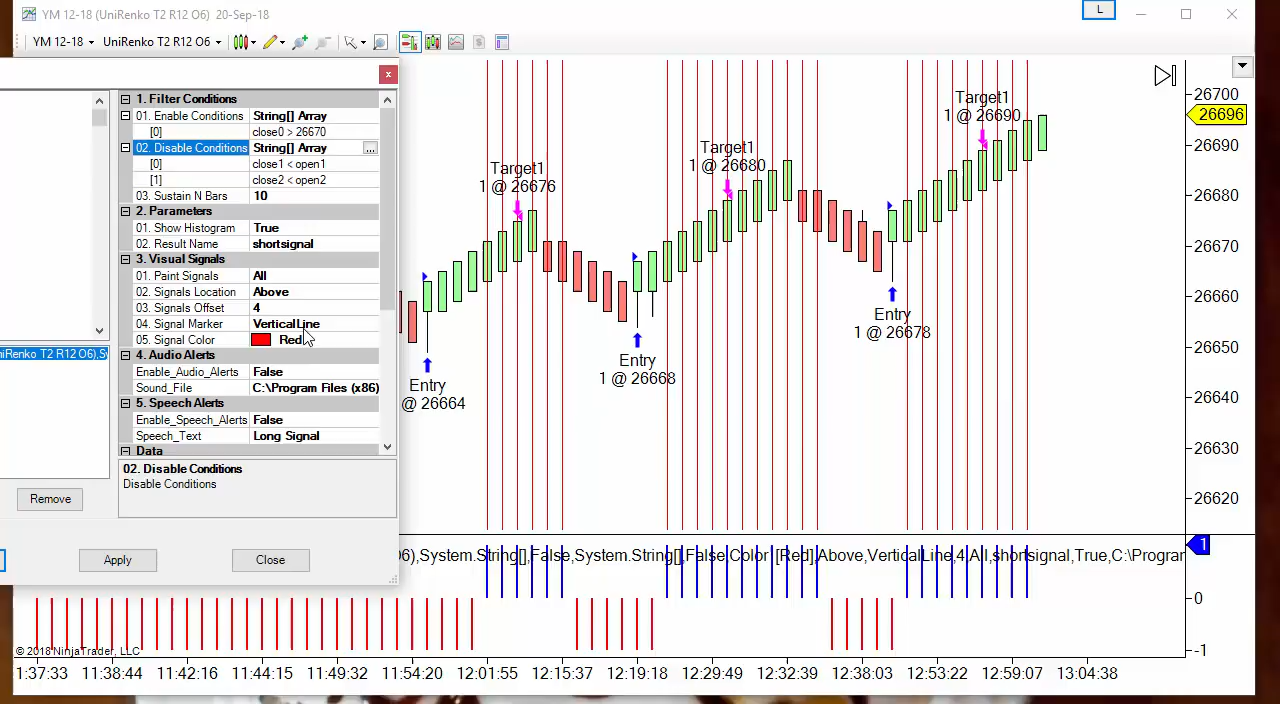 YM 12-18 (UniRenko T2 R12 O6) 20-Sep-18
L
YM 12-18 UniRenko T2 R12 O6
1. Filter Conditions
01. Enable Conditions String[] Array
[0] close0 > 26670
02. Disable Conditions String[] Array ...
[0] close1 < open1
[1] close2 < open2
03. Sustain N Bars 10
2. Parameters
01. Show Histogram True
02. Result Name shortsignal
3. Visual Signals
01. Paint Signals All
02. Signals Location Above
03. Signals Offset 4
04. Signal Marker VerticalLine
05. Signal Color Red
4. Audio Alerts
Enable_Audio_Alerts False
Sound_File C:\Program Files (x86)
5. Speech Alerts
Enable_Speech_Alerts False
Speech_Text Long Signal
Data
02. Disable Conditions
Disable Conditions
niRenko T2 R12 O6),Sy
Remove
Apply
Close
Target1
1 @ 26676
Target1
1 @ 26680
Target1
1 @ 26690
Entry
@ 26664
Entry
1 @ 26668
Entry
1 @ 26678
26700
26696
26690
26680
26670
26660
26650
26640
26630
26620
6),System.String[],False,System.String[],False,Color [Red],Above,VerticalLine,4,All,shortsignal,True,C:\Program
1
0
-1
© 2018 NinjaTrader, LLC
1:37:33 11:38:44 11:42:16 11:44:15 11:49:32 11:54:20 12:01:55 12:15:37 12:19:18 12:29:49 12:32:39 12:38:03 12:53:22 12:59:07 13:04:38